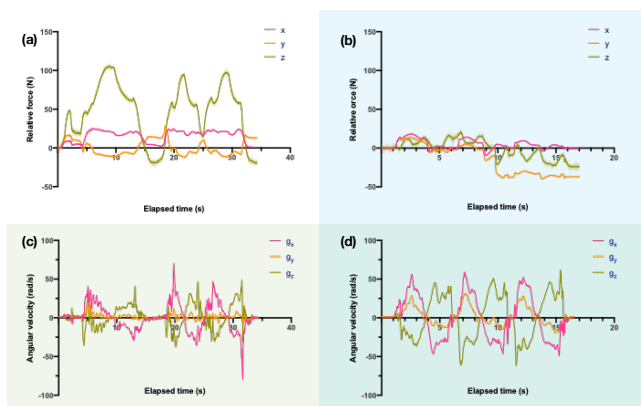 (a)
x
y
z
150
100
50
0
-50
10
20
30
40
Relative force (N)
Elapsed time (s)
(b)
x
y
z
150
100
50
0
-50
5
10
15
20
Relative orce (N)
Elapsed time (s)
(c)
gx
gy
gz
100
50
0
-50
-100
10
20
30
40
Angular velocity (rad/s)
Elapsed time (s)
(d)
gx
gy
gz
100
50
0
-50
-100
5
10
15
20
Angular velocity (rad/s)
Elapsed time (s)